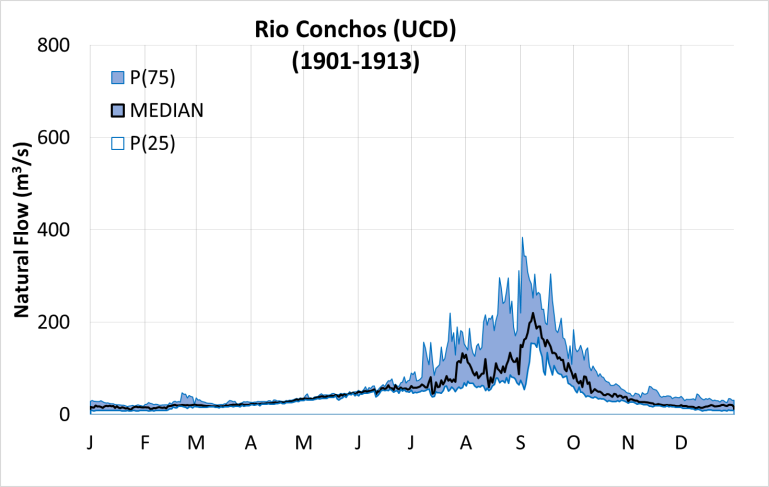 Rio Conchos (UCD)
(1901-1913)
Natural Flow (m³/s)
800
600
400
200
0
P(75)
MEDIAN
P(25)
J F M A M J J A S O N D